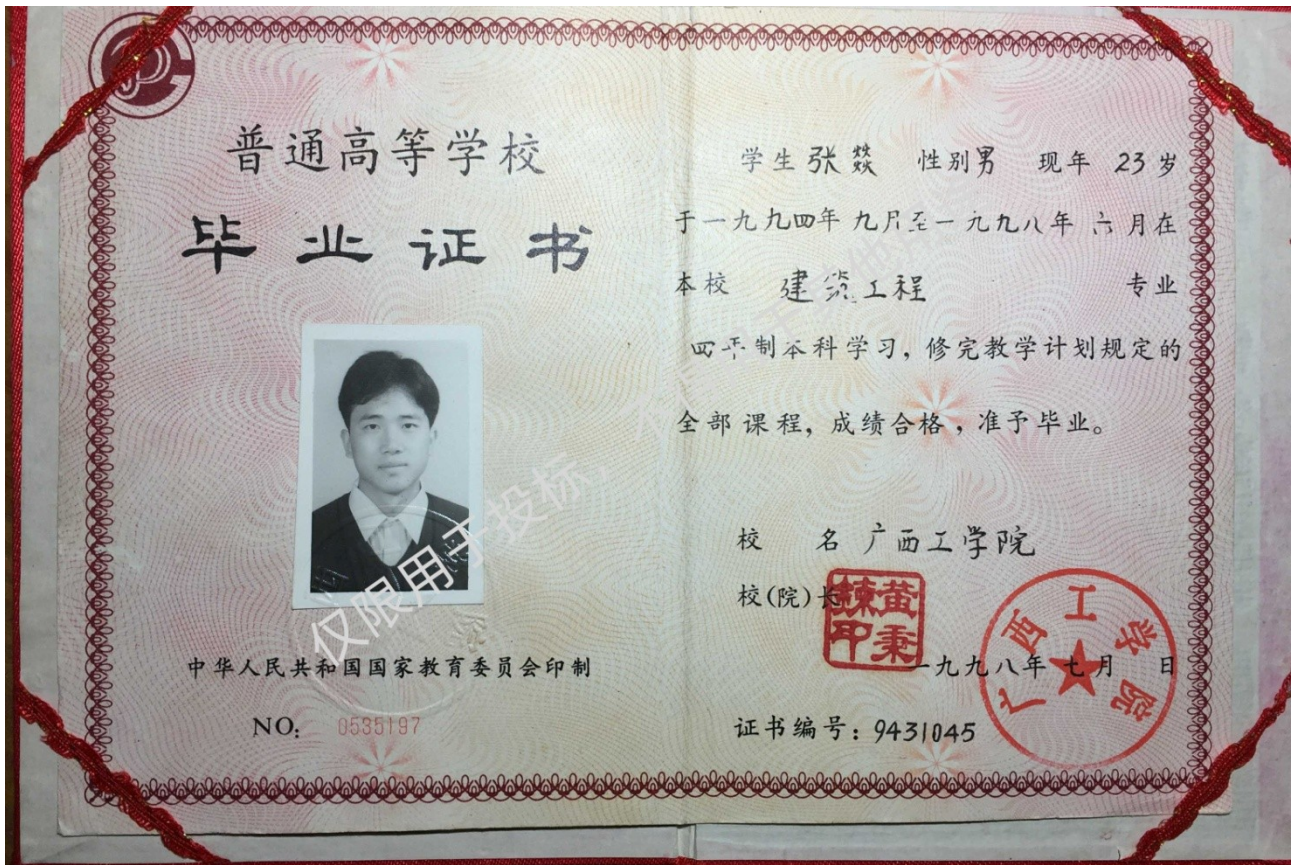 普通高等学校
毕业证书
中华人民共和国国家教育委员会印制
NO: 0535197
学生 张燚 性别男 现年 23 岁
于一九九四年 九月至一九九八年 六月在
本校 建筑工程 专业
四年制本科学习, 修完教学计划规定的
全部课程, 成绩合格, 准予毕业。
校 名 广西工学院
校(院)长
黄秉
印
一九九八年 七月 日
广西工学院
证书编号: 9431045
仅限用于投标,